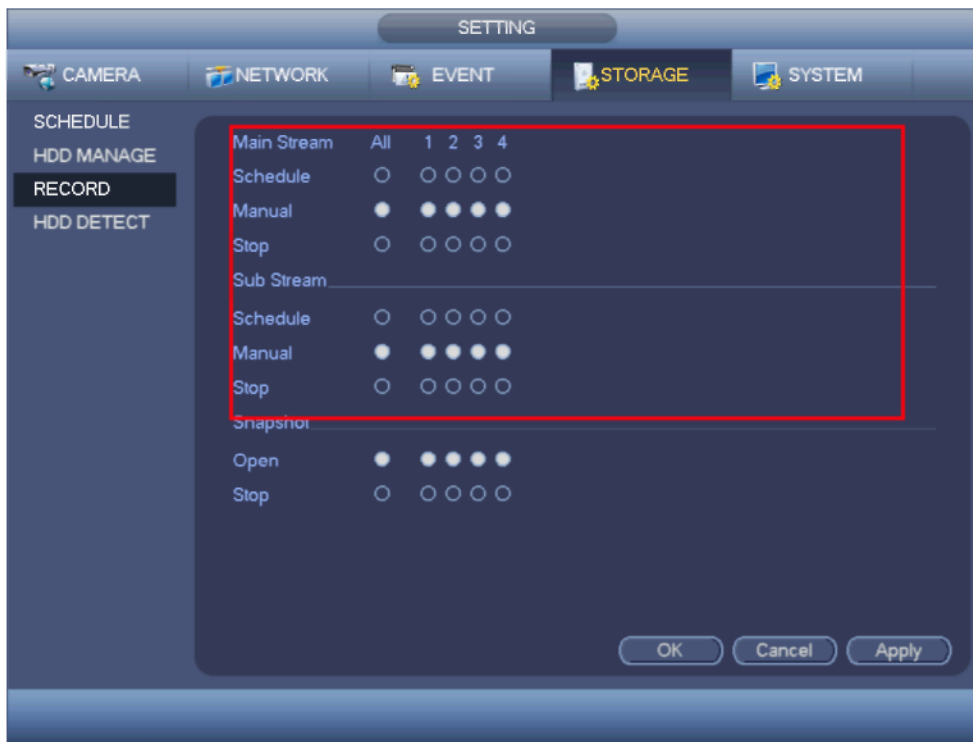 SETTING
CAMERA NETWORK EVENT STORAGE SYSTEM
SCHEDULE
HDD MANAGE
RECORD
HDD DETECT
Main Stream All 1 2 3 4
Schedule
Manual
Stop
Sub Stream
Schedule
Manual
Stop
Snapshot
Open
Stop
OK Cancel Apply